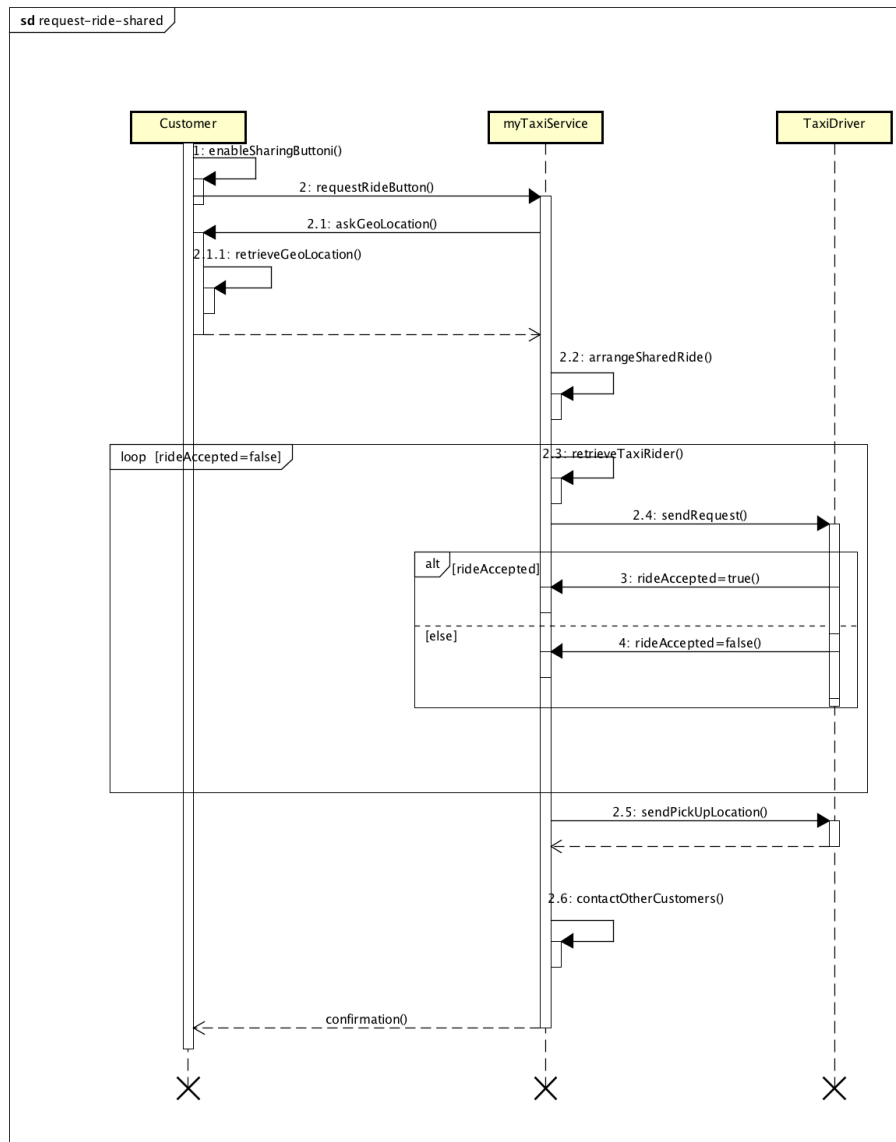 sd request-ride-shared
Customer
myTaxiService
TaxiDriver
1: enableSharingButtoni()
2: requestRideButton()
2.1: askGeoLocation()
2.1.1: retrieveGeoLocation()
2.2: arrangeSharedRide()
loop [rideAccepted=false]
2.3: retrieveTaxiRider()
2.4: sendRequest()
alt [rideAccepted]
3: rideAccepted=true()
[else]
4: rideAccepted=false()
2.5: sendPickUpLocation()
2.6: contactOtherCustomers()
confirmation()